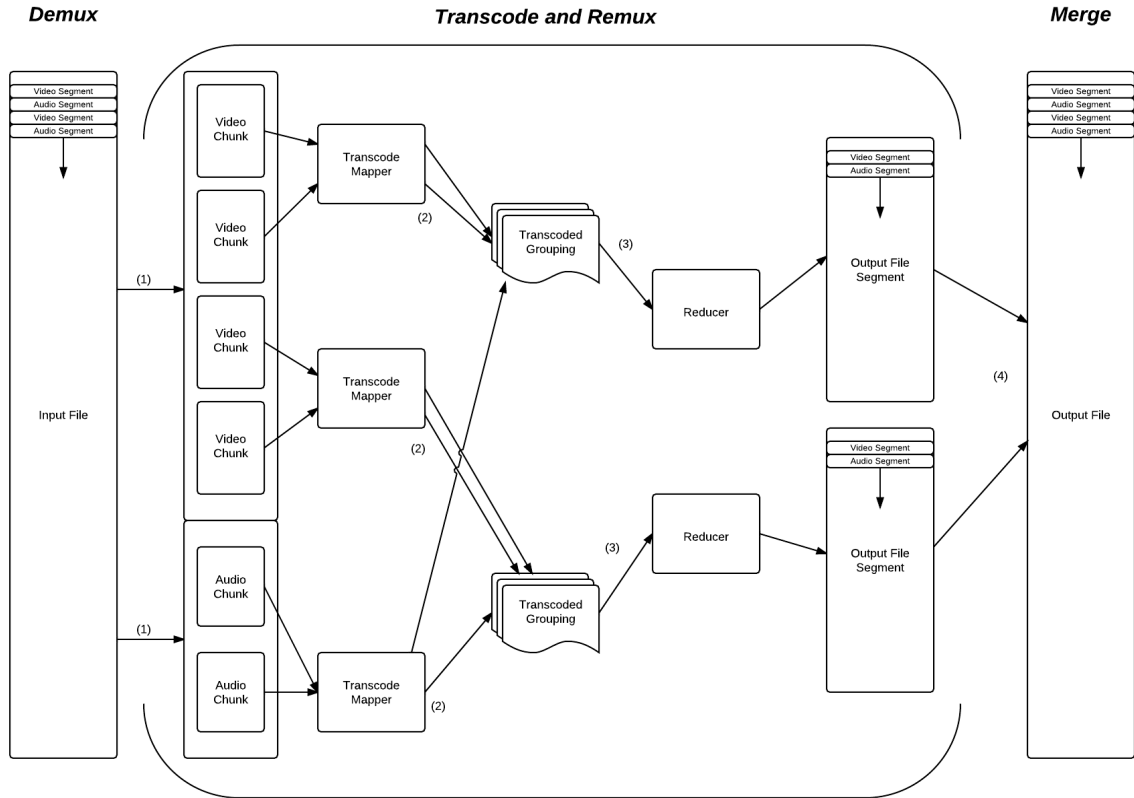 Demux
Transcode and Remux
Merge
Video Segment
Audio Segment
Video Segment
Audio Segment
Input File
(1)
(1)
Video
Chunk
Video
Chunk
Video
Chunk
Video
Chunk
Audio
Chunk
Audio
Chunk
Transcode
Mapper
(2)
Transcode
Mapper
(2)
Transcode
Mapper
(2)
Transcoded
Grouping
(3)
Transcoded
Grouping
(3)
Reducer
Reducer
Video Segment
Audio Segment
Output File
Segment
Video Segment
Audio Segment
Output File
Segment
(4)
Video Segment
Audio Segment
Video Segment
Audio Segment
Output File